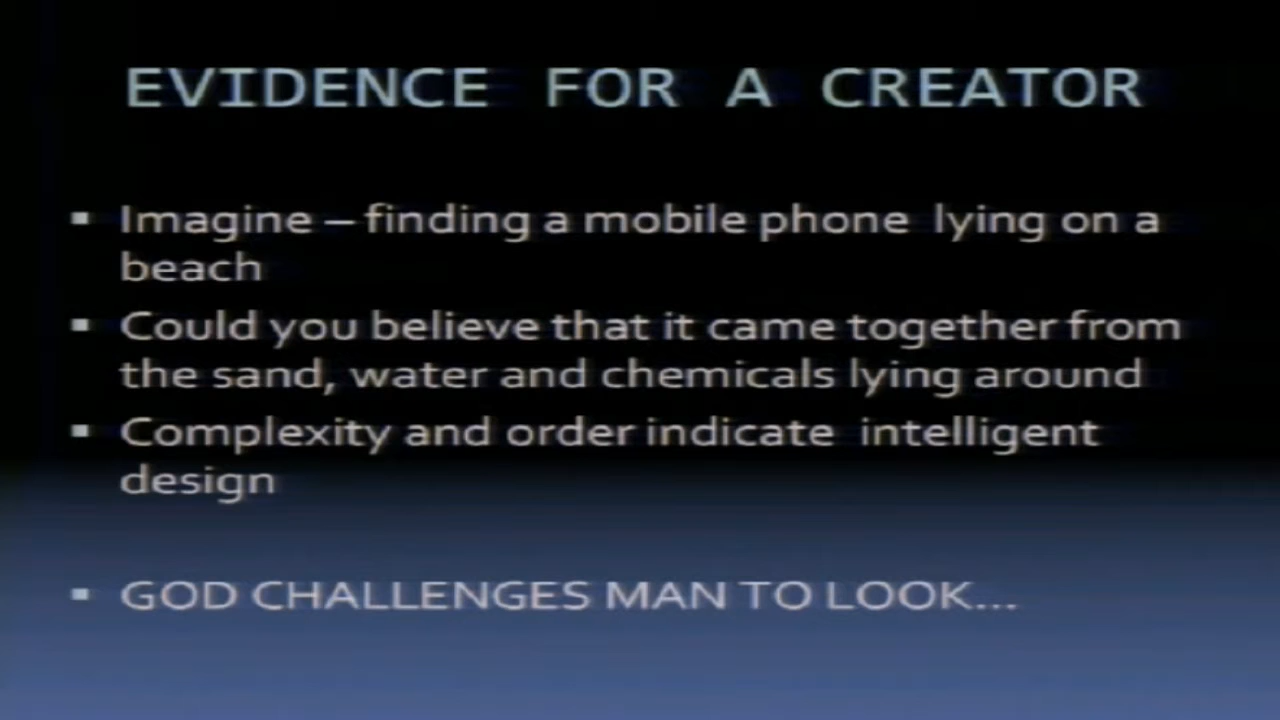 EVIDENCE FOR A CREATOR
Imagine – finding a mobile phone lying on a
beach
Could you believe that it came together from
the sand, water and chemicals lying around
Complexity and order indicate intelligent
design
GOD CHALLENGES MAN TO LOOK...